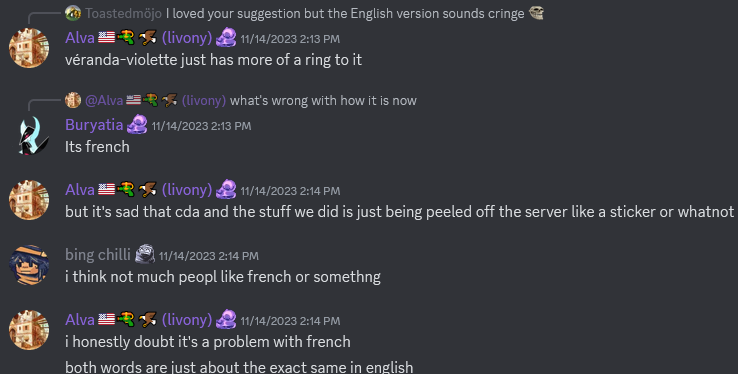 Toastedmöjo I loved your suggestion but the English version sounds cringe
Alva (livony) 11/14/2023 2:13 PM
véranda-violette just has more of a ring to it
@Alva (livony) what's wrong with how it is now
Buryatia 11/14/2023 2:13 PM
Its french
Alva (livony) 11/14/2023 2:14 PM
but it's sad that cda and the stuff we did is just being peeled off the server like a sticker or whatnot
bing chilli 11/14/2023 2:14 PM
i think not much peopl like french or somethng
Alva (livony) 11/14/2023 2:14 PM
i honestly doubt it's a problem with french
both words are just about the exact same in english